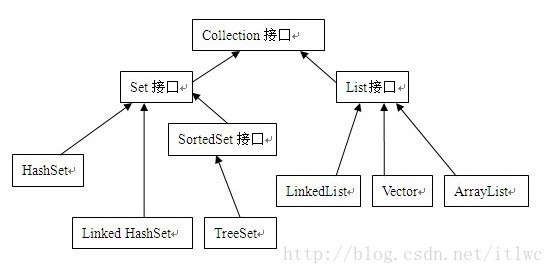 Collection 接口
Set 接口
List接口
SortedSet 接口
HashSet
LinkedList
Vector
ArrayList
Linked HashSet
TreeSet
http://blog.csdn.net/itlwc